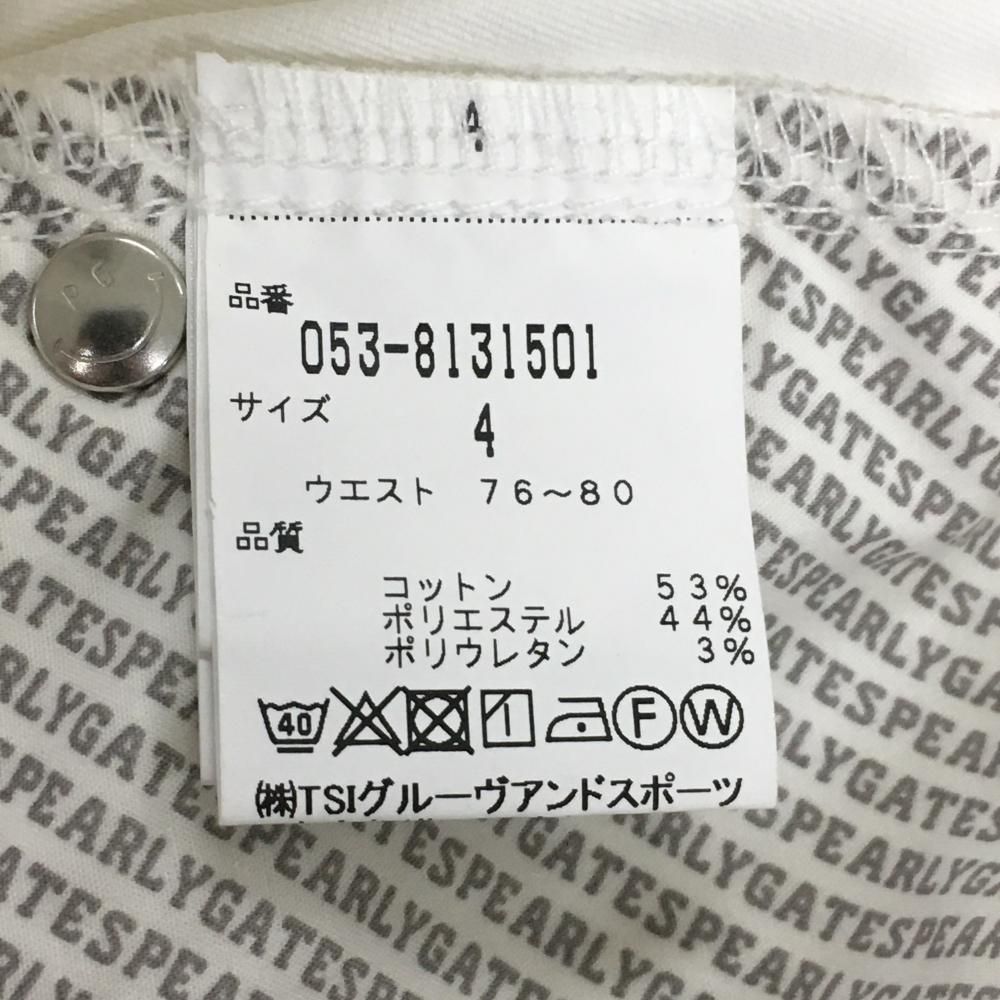 4
品番
053-8131501
サイズ
4
ウエスト 76~80
品質
コットン 53%
ポリエステル 44%
ポリウレタン 3%
40 F W
㈱TSIグルーヴアンドスポーツ
PEARLYGATESPEARLYGATES